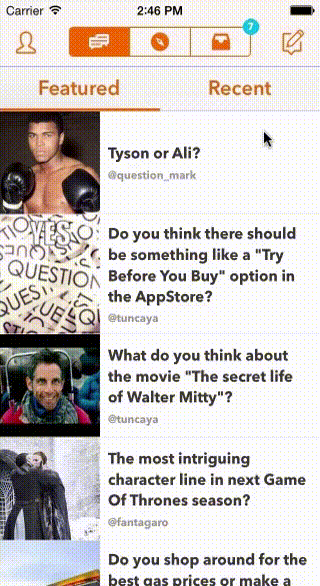 Carrier 2:46 PM
7
Featured Recent
Tyson or Ali?
@question_mark
YES
QUESTION
Do you think there should
be something like a "Try
Before You Buy" option in
the AppStore?
@tuncaya
What do you think about
the movie "The secret life
of Walter Mitty"?
@tuncaya
The most intriguing
character line in next Game
Of Thrones season?
@fantagaro
Do you shop around for the
best gas prices or make a